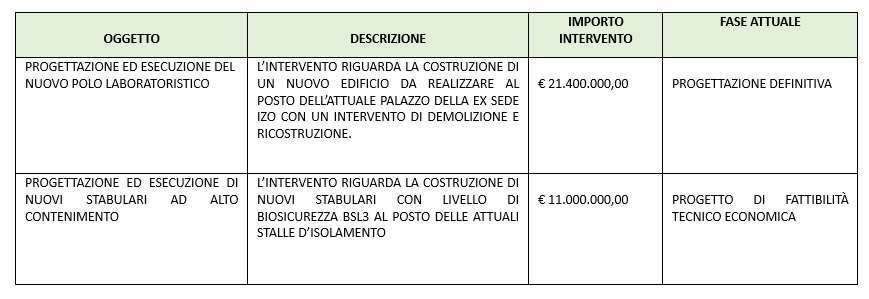 OGGETTO
DESCRIZIONE
IMPORTO
INTERVENTO
FASE ATTUALE
PROGETTAZIONE ED ESECUZIONE DEL
NUOVO POLO LABORATORISTICO
L'INTERVENTO RIGUARDA LA COSTRUZIONE DI
UN NUOVO EDIFICIO DA REALIZZARE AL
POSTO DELL'ATTUALE PALAZZO DELLA EX SEDE
IZO CON UN INTERVENTO DI DEMOLIZIONE E
RICOSTRUZIONE.
€ 21.400.000,00
PROGETTAZIONE DEFINITIVA
PROGETTAZIONE ED ESECUZIONE DI
NUOVI STABULARI AD ALTO
CONTENIMENTO
L'INTERVENTO RIGUARDA LA COSTRUZIONE DI
NUOVI STABULARI CON LIVELLO DI
BIOSICUREZZA BSL3 AL POSTO DELLE ATTUALI
STALLE D'ISOLAMENTO
€ 11.000.000,00
PROGETTO DI FATTIBILITÀ
TECNICO ECONOMICA